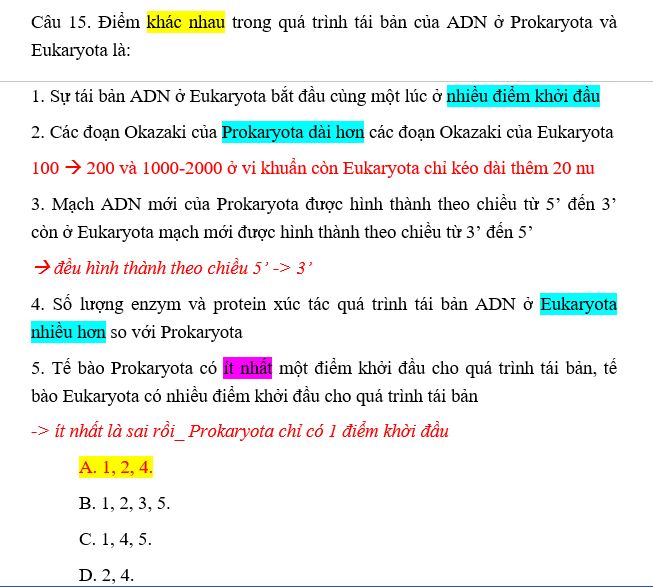 Câu 15. Điểm khác nhau trong quá trình tái bản của ADN ở Prokaryota và
Eukaryota là:
1. Sự tái bản ADN ở Eukaryota bắt đầu cùng một lúc ở nhiều điểm khởi đầu
2. Các đoạn Okazaki của Prokaryota dài hơn các đoạn Okazaki của Eukaryota
100 → 200 và 1000-2000 ở vi khuẩn còn Eukaryota chỉ kéo dài thêm 20 nu
3. Mạch ADN mới của Prokaryota được hình thành theo chiều từ 5’ đến 3’
còn ở Eukaryota mạch mới được hình thành theo chiều từ 3’ đến 5’
→ đều hình thành theo chiều 5’ -> 3’
4. Số lượng enzym và protein xúc tác quá trình tái bản ADN ở Eukaryota
nhiều hơn so với Prokaryota
5. Tế bào Prokaryota có ít nhất một điểm khởi đầu cho quá trình tái bản, tế
bào Eukaryota có nhiều điểm khởi đầu cho quá trình tái bản
-> ít nhất là sai rồi_ Prokaryota chỉ có 1 điểm khời đầu
A. 1, 2, 4.
B. 1, 2, 3, 5.
C. 1, 4, 5.
D. 2, 4.